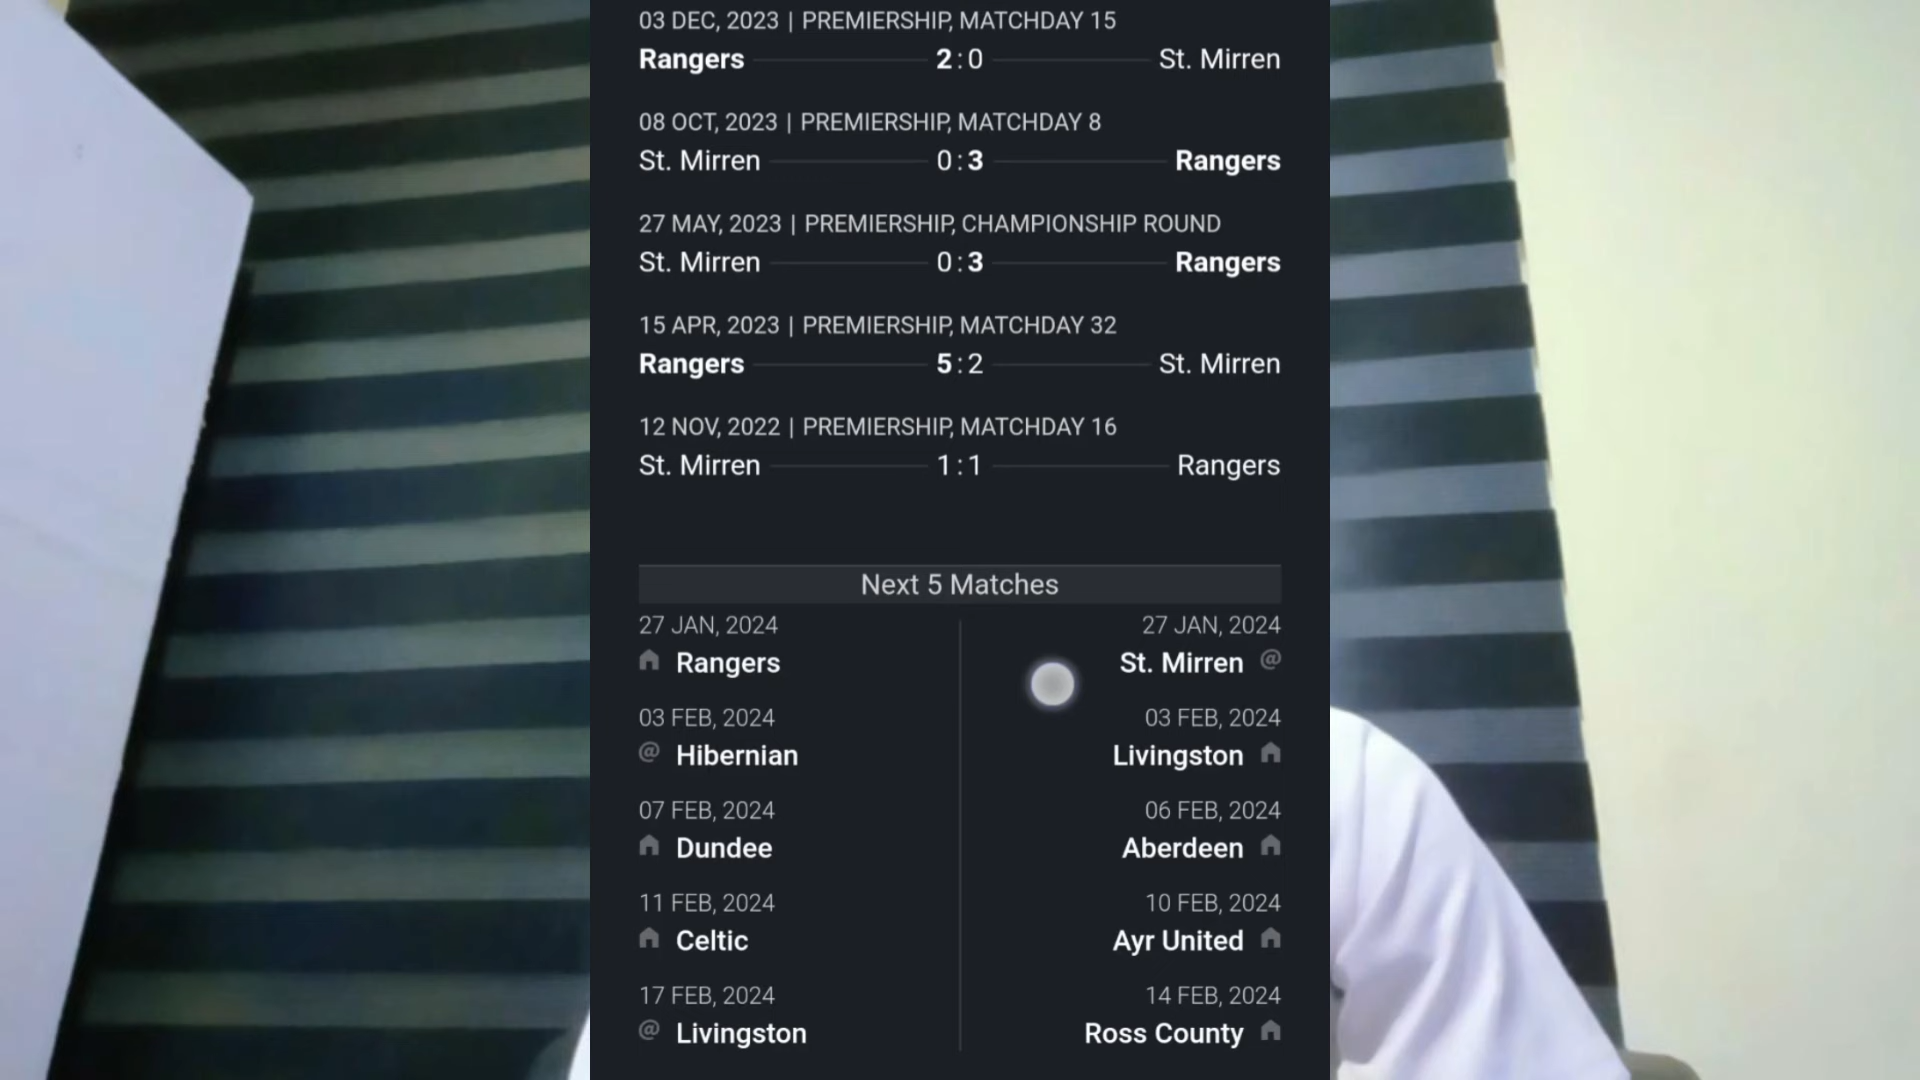 03 DEC, 2023 | PREMIERSHIP, MATCHDAY 15
Rangers 2:0 St. Mirren
08 OCT, 2023 | PREMIERSHIP, MATCHDAY 8
St. Mirren 0:3 Rangers
27 MAY, 2023 | PREMIERSHIP, CHAMPIONSHIP ROUND
St. Mirren 0:3 Rangers
15 APR, 2023 | PREMIERSHIP, MATCHDAY 32
Rangers 5:2 St. Mirren
12 NOV, 2022 | PREMIERSHIP, MATCHDAY 16
St. Mirren 1:1 Rangers
Next 5 Matches
27 JAN, 2024
Rangers
@ Hibernian
03 FEB, 2024
07 FEB, 2024
Dundee
11 FEB, 2024
Celtic
17 FEB, 2024
@ Livingston
27 JAN, 2024
St. Mirren @
03 FEB, 2024
Livingston
06 FEB, 2024
Aberdeen
10 FEB, 2024
Ayr United
14 FEB, 2024
Ross County